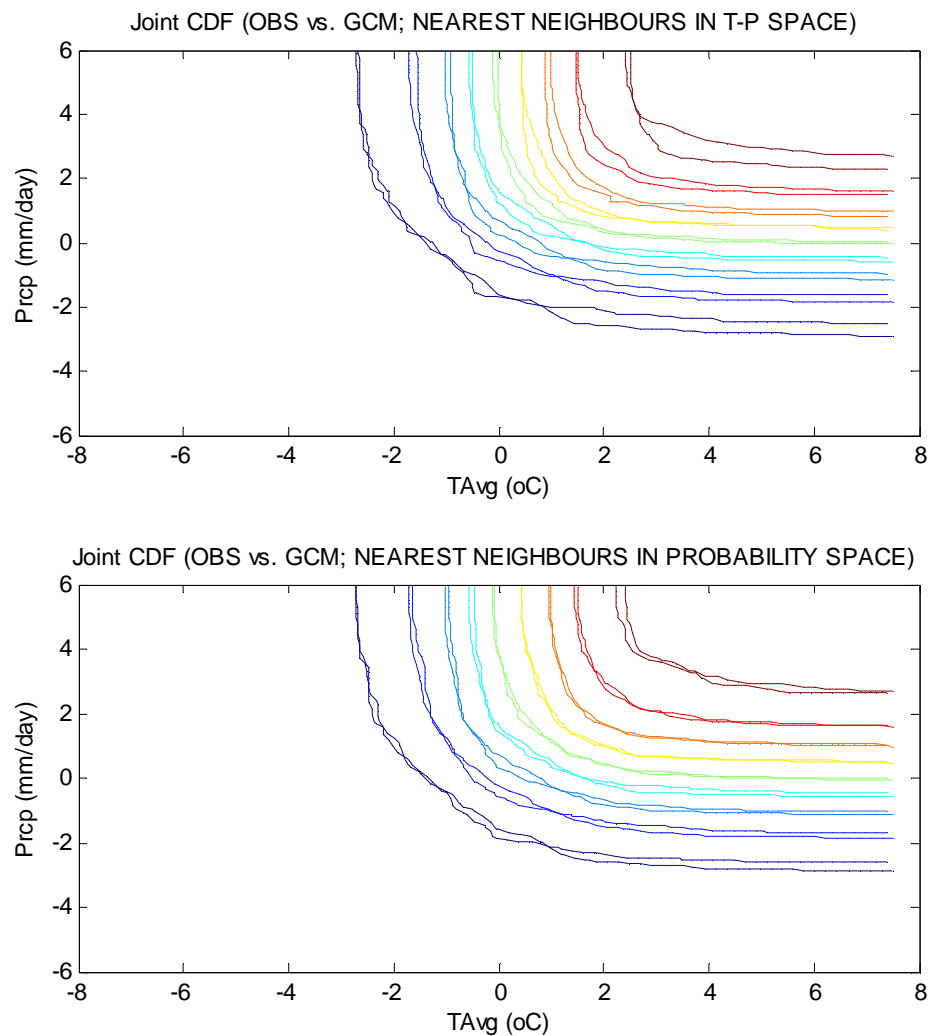 Joint CDF (OBS vs. GCM; NEAREST NEIGHBOURS IN T-P SPACE)
6
4
2
0
-2
-4
-6
Prcp (mm/day)
-8 -6 -4 -2 0 2 4 6 8
TAvg (oC)
Joint CDF (OBS vs. GCM; NEAREST NEIGHBOURS IN PROBABILITY SPACE)
6
4
2
0
-2
-4
-6
Prcp (mm/day)
-8 -6 -4 -2 0 2 4 6 8
TAvg (oC)